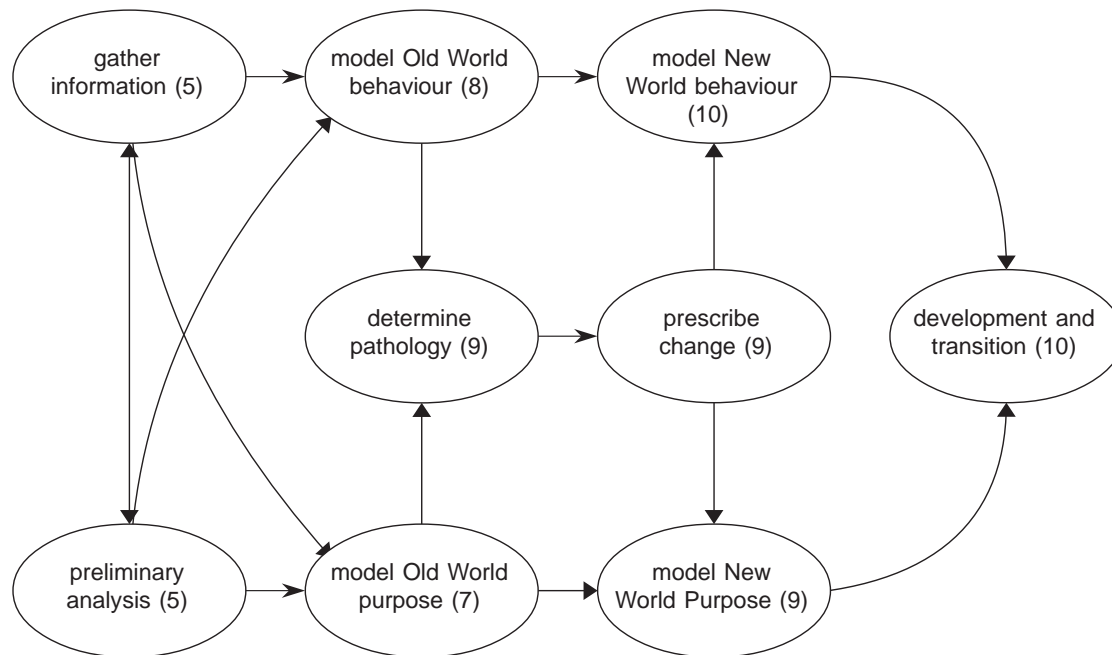 gather
information (5)
model Old World
behaviour (8)
model New
World behaviour
(10)
determine
pathology (9)
prescribe
change (9)
development and
transition (10)
preliminary
analysis (5)
model Old World
purpose (7)
model New
World Purpose (9)